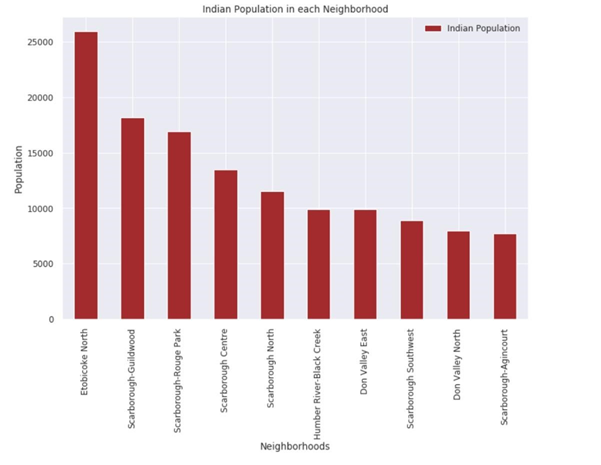 Indian Population in each Neighborhood
Indian Population
25000
20000
15000
10000
5000
0
Population
Etobicoke North
Scarborough-Guildwood
Scarborough-Rouge Park
Scarborough Centre
Scarborough North
Humber River-Black Creek
Don Valley East
Scarborough Southwest
Don Valley North
Scarborough-Agincourt
Neighborhoods